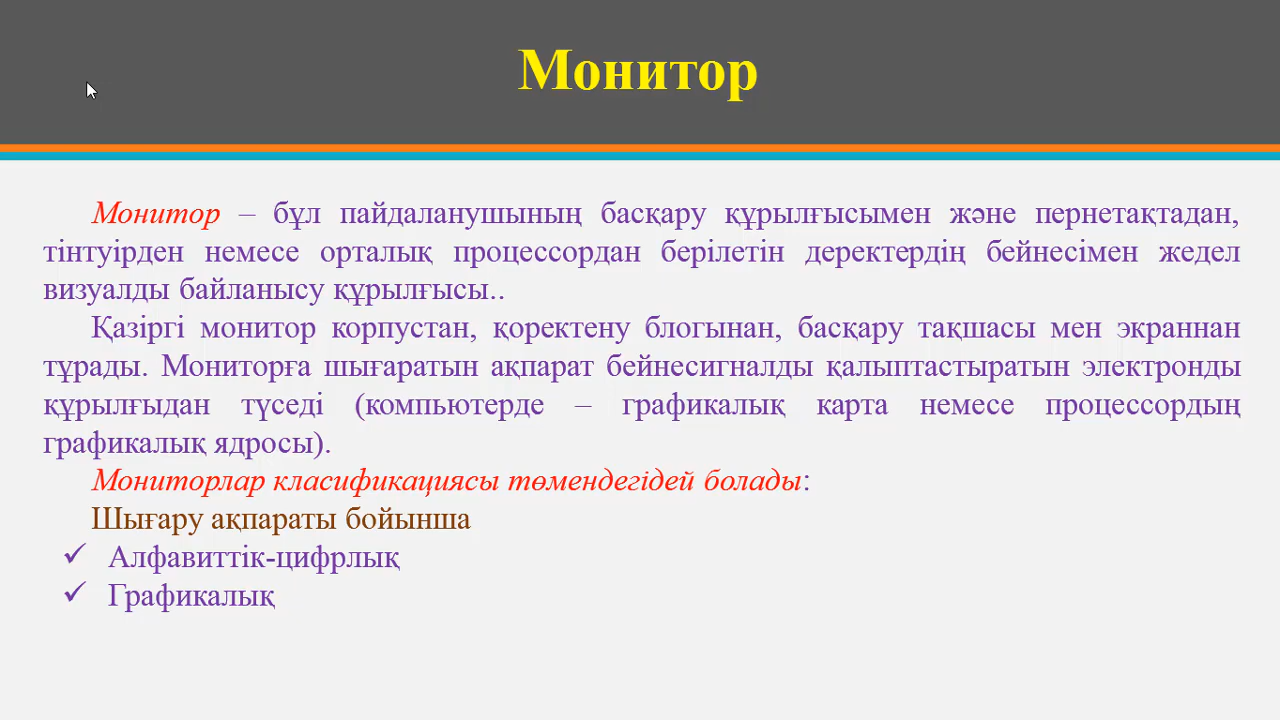 Монитор
Монитор – бұл пайдаланушының басқару құрылғысымен және пернетақтадан,
тінтуірден немесе орталық процессордан берілетін деректердің бейнесімен жедел
визуалды байланысу құрылғысы..
Қазіргі монитор корпустан, қоректену блогынан, басқару тақшасы мен экраннан
тұрады. Мониторға шығаратын ақпарат бейнесигналды қалыптастыратын электронды
құрылғыдан түседі (компьютерде – графикалық карта немесе процессордың
графикалық ядросы).
Мониторлар класификациясы төмендегідей болады:
Шығару ақпараты бойынша
✓ Алфавиттік-цифрлық
✓ Графикалық